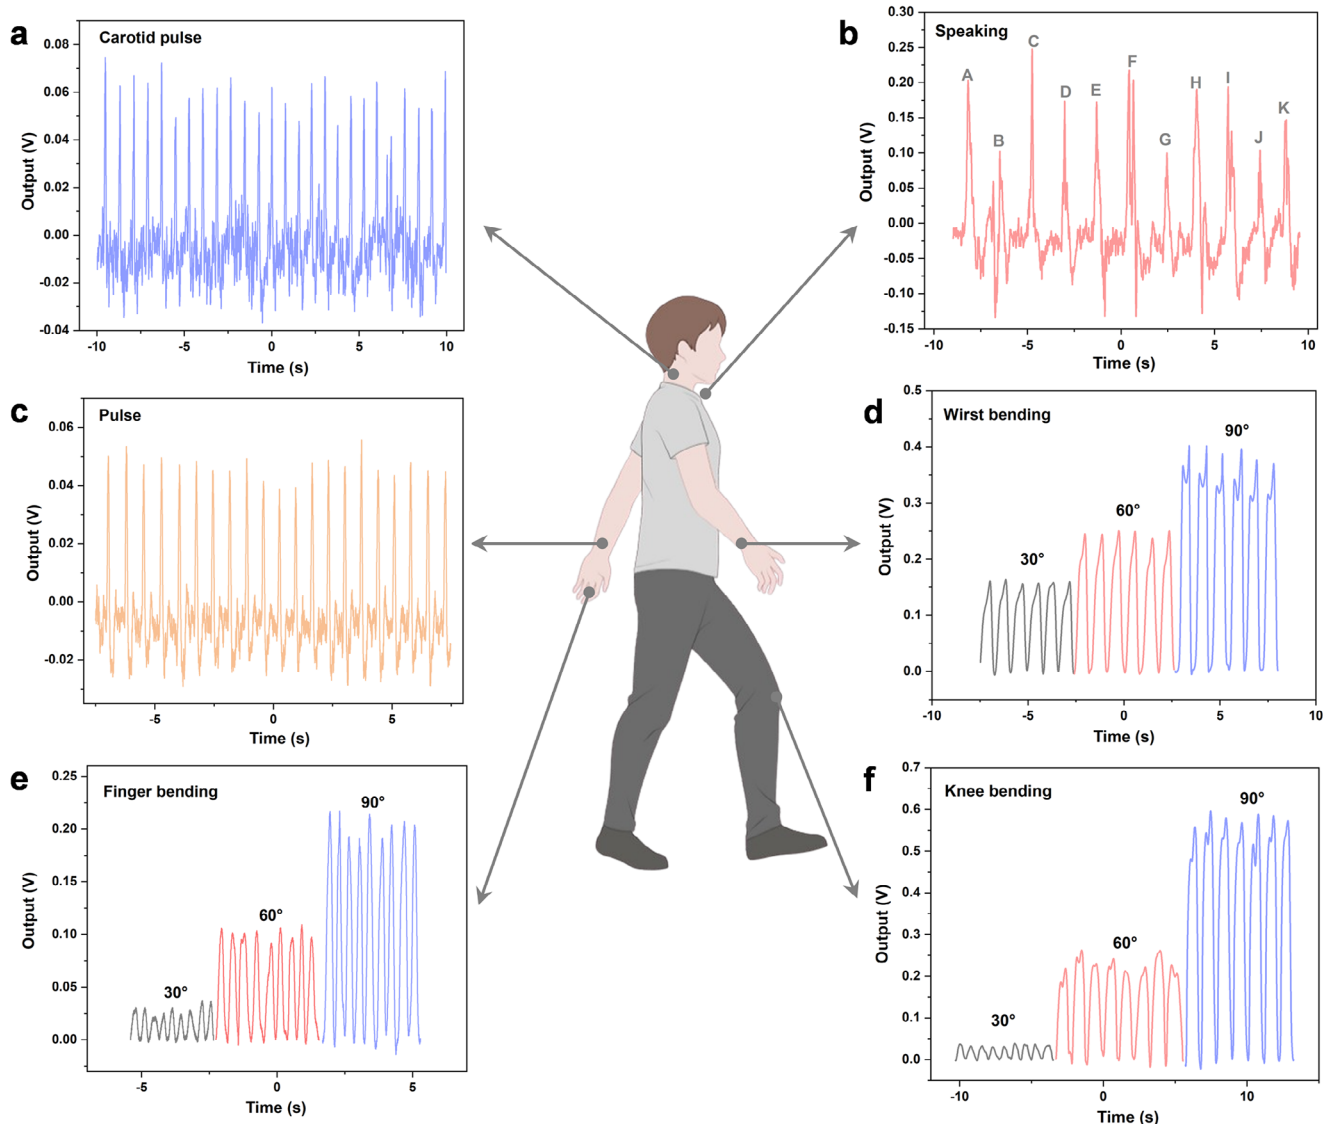 a
Carotid pulse
0.08
0.06
0.04
0.02
0.00
-0.02
-0.04
Output (V)
-10
-5
0
5
10
Time (s)
b
Speaking
0.30
0.25
0.20
0.15
0.10
0.05
0.00
-0.05
-0.10
-0.15
Output (V)
A
B
C
D
E
F
G
H
I
J
K
-10
-5
0
5
10
Time (s)
c
Pulse
0.06
0.04
0.02
0.00
-0.02
Output (V)
-5
0
5
Time (s)
d
Wirst bending
0.5
0.4
0.3
0.2
0.1
0.0
Output (V)
30°
60°
90°
-10
-5
0
5
10
Time (s)
e
Finger bending
0.25
0.20
0.15
0.10
0.05
0.00
Output (V)
30°
60°
90°
-5
0
5
Time (s)
f
Knee bending
0.7
0.6
0.5
0.4
0.3
0.2
0.1
0.0
Output (V)
30°
60°
90°
-10
0
10
Time (s)